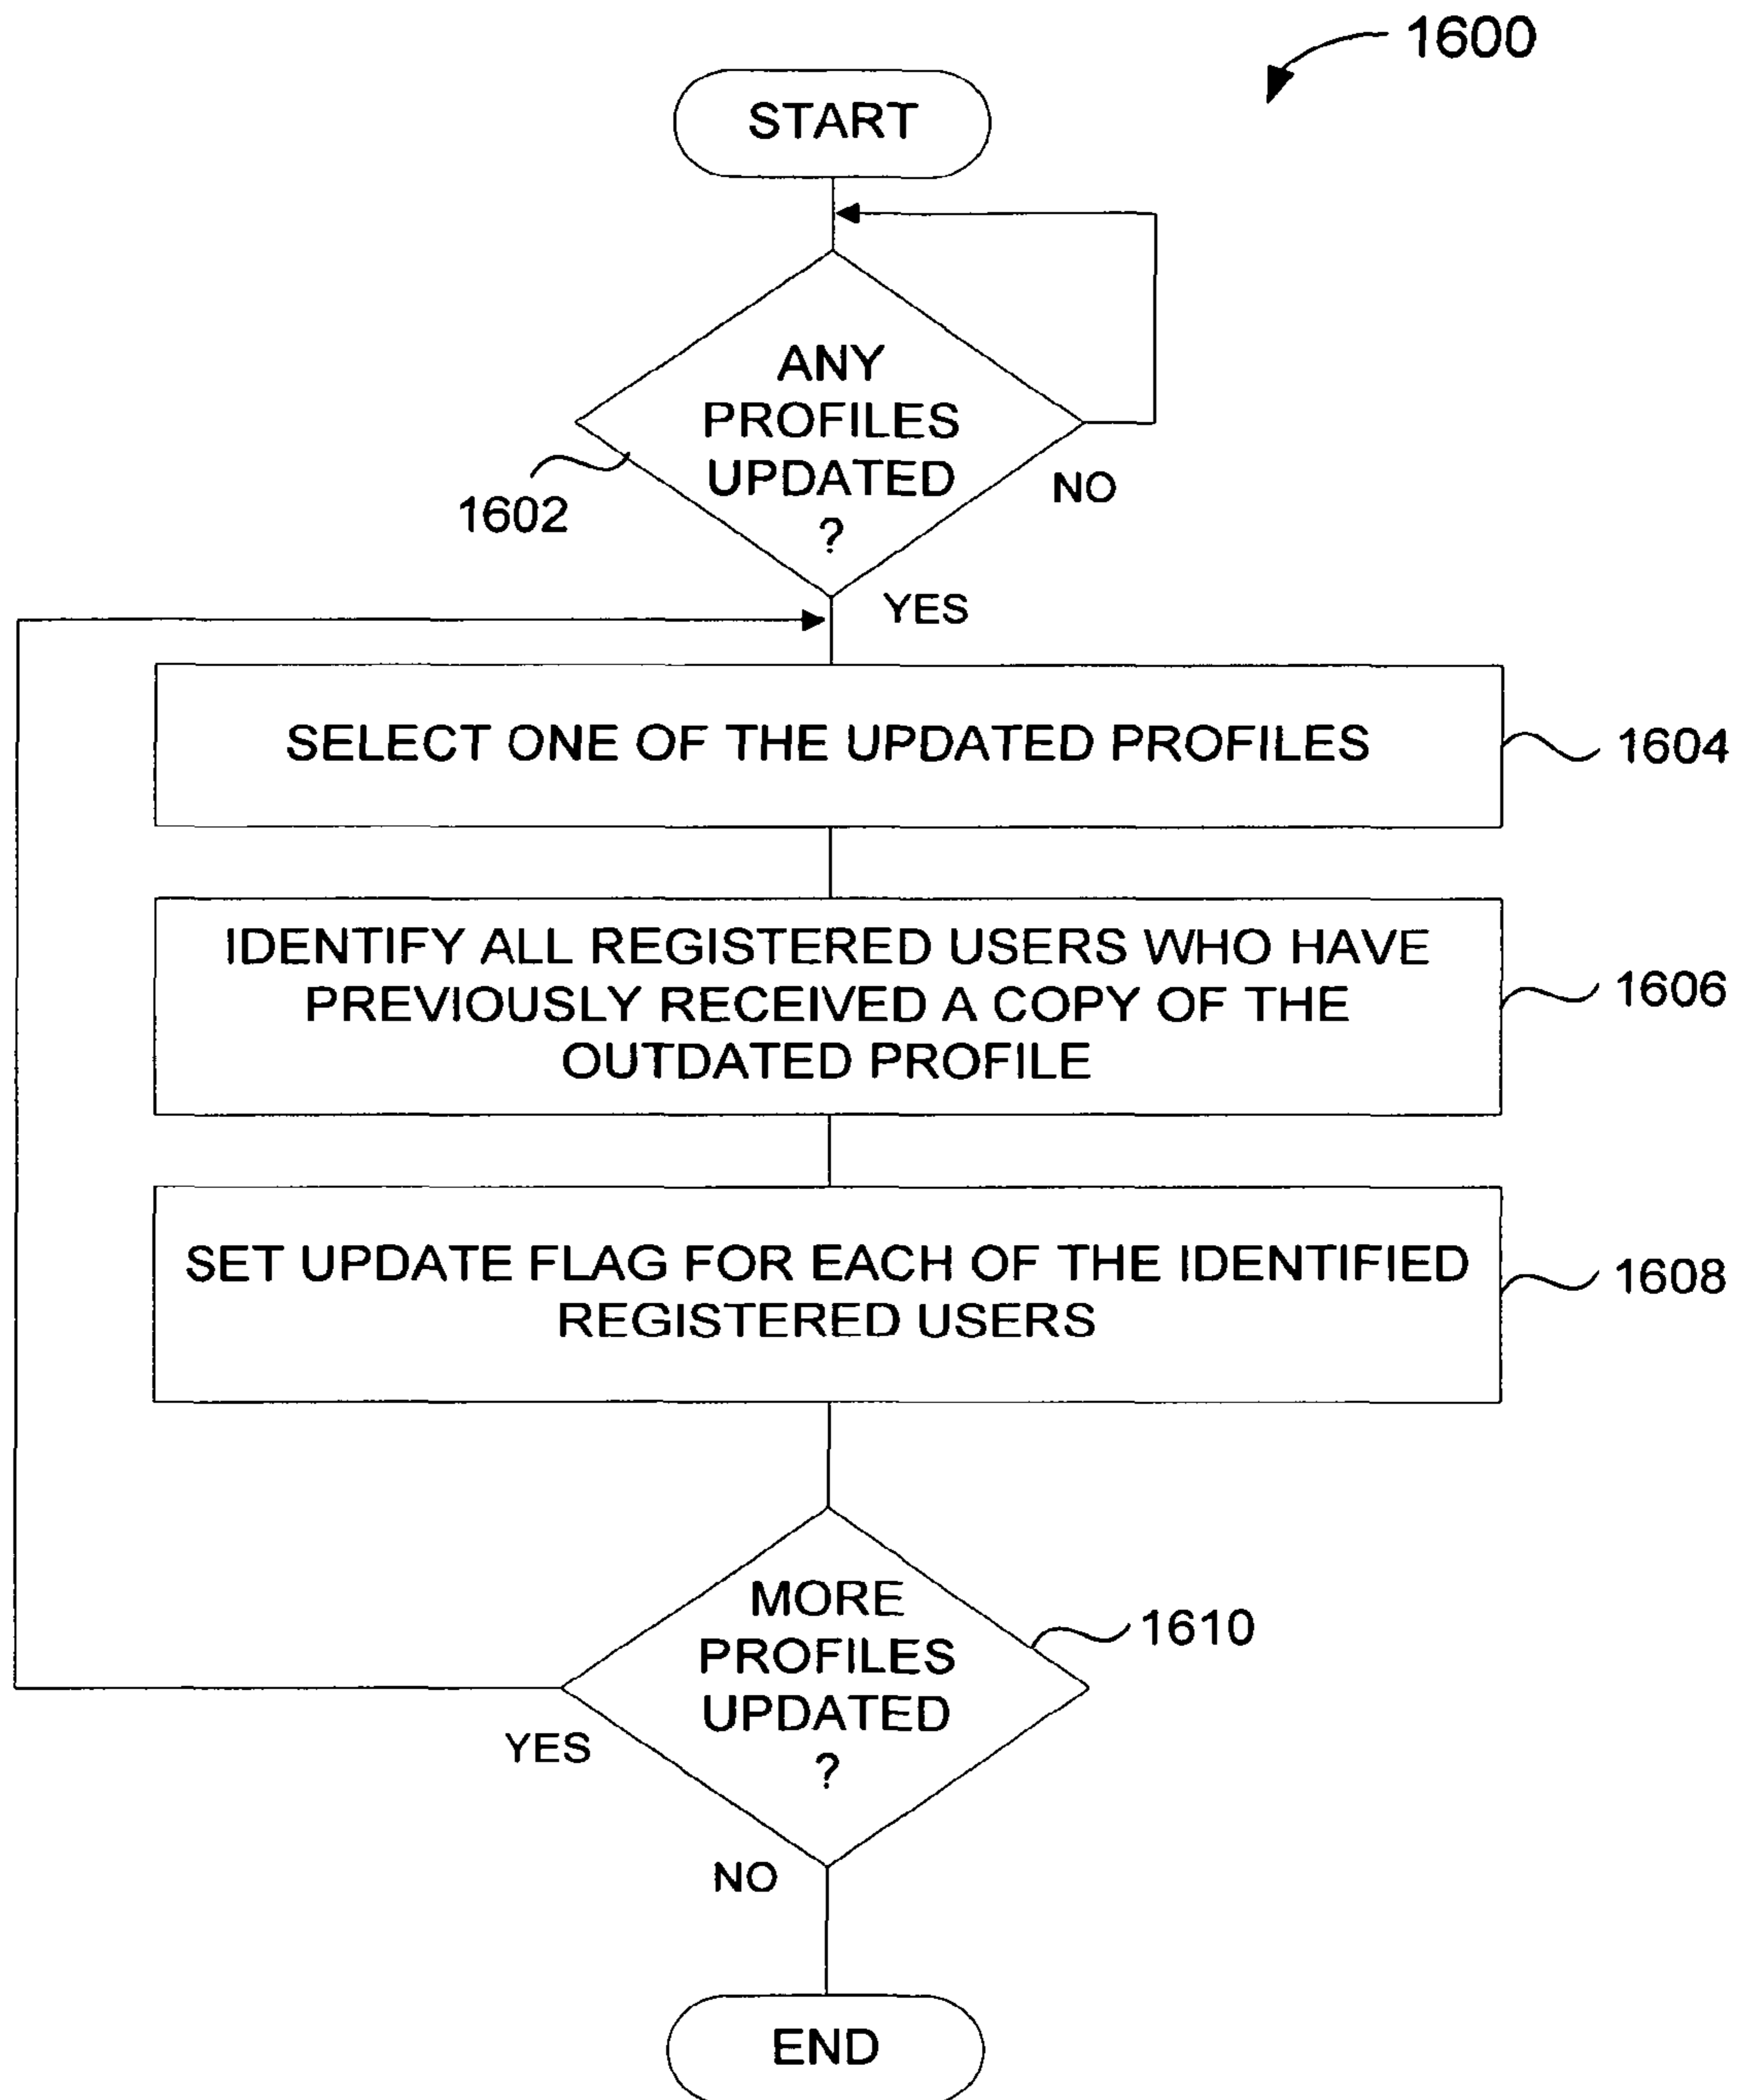 1600
START
ANY
PROFILES
UPDATED
?
1602
NO
YES
SELECT ONE OF THE UPDATED PROFILES
1604
IDENTIFY ALL REGISTERED USERS WHO HAVE
PREVIOUSLY RECEIVED A COPY OF THE
OUTDATED PROFILE
1606
SET UPDATE FLAG FOR EACH OF THE IDENTIFIED
REGISTERED USERS
1608
MORE
PROFILES
UPDATED
?
1610
YES
NO
END